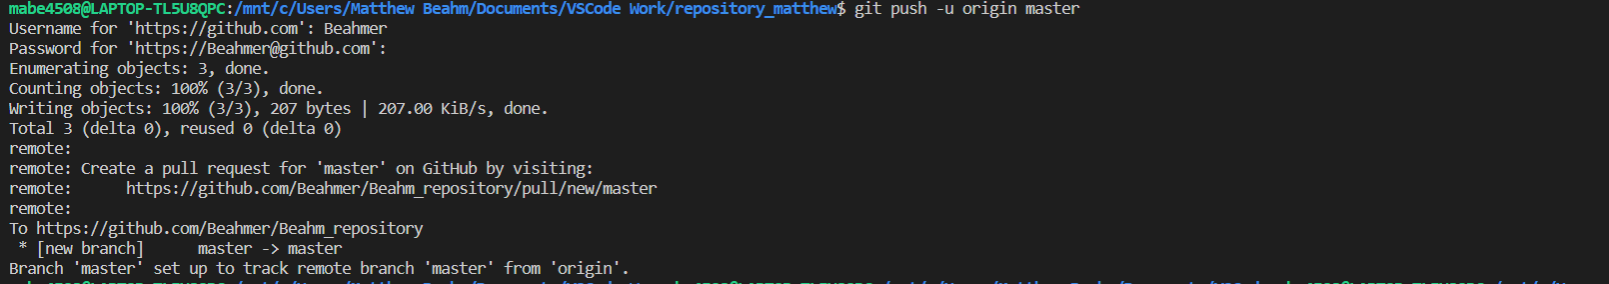 mabe4508@LAPTOP-TL5U8QPC:/mnt/c/Users/Matthew Beahm/Documents/VSCode Work/repository_matthew$ git push -u origin master
Username for 'https://github.com': Beahmer
Password for 'https://Beahmer@github.com':
Enumerating objects: 3, done.
Counting objects: 100% (3/3), done.
Writing objects: 100% (3/3), 207 bytes | 207.00 KiB/s, done.
Total 3 (delta 0), reused 0 (delta 0)
remote:
remote: Create a pull request for 'master' on GitHub by visiting:
remote:      https://github.com/Beahmer/Beahm_repository/pull/new/master
remote:
To https://github.com/Beahmer/Beahm_repository
 * [new branch]      master -> master
Branch 'master' set up to track remote branch 'master' from 'origin'.